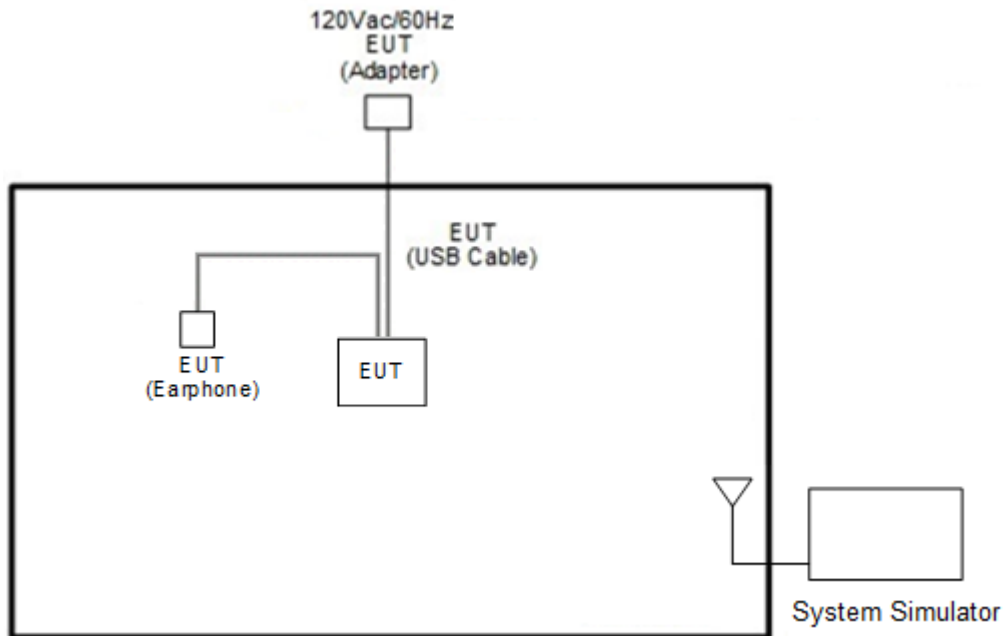 120Vac/60Hz
EUT
(Adapter)
EUT
(USB Cable)
EUT
(Earphone)
EUT
System Simulator